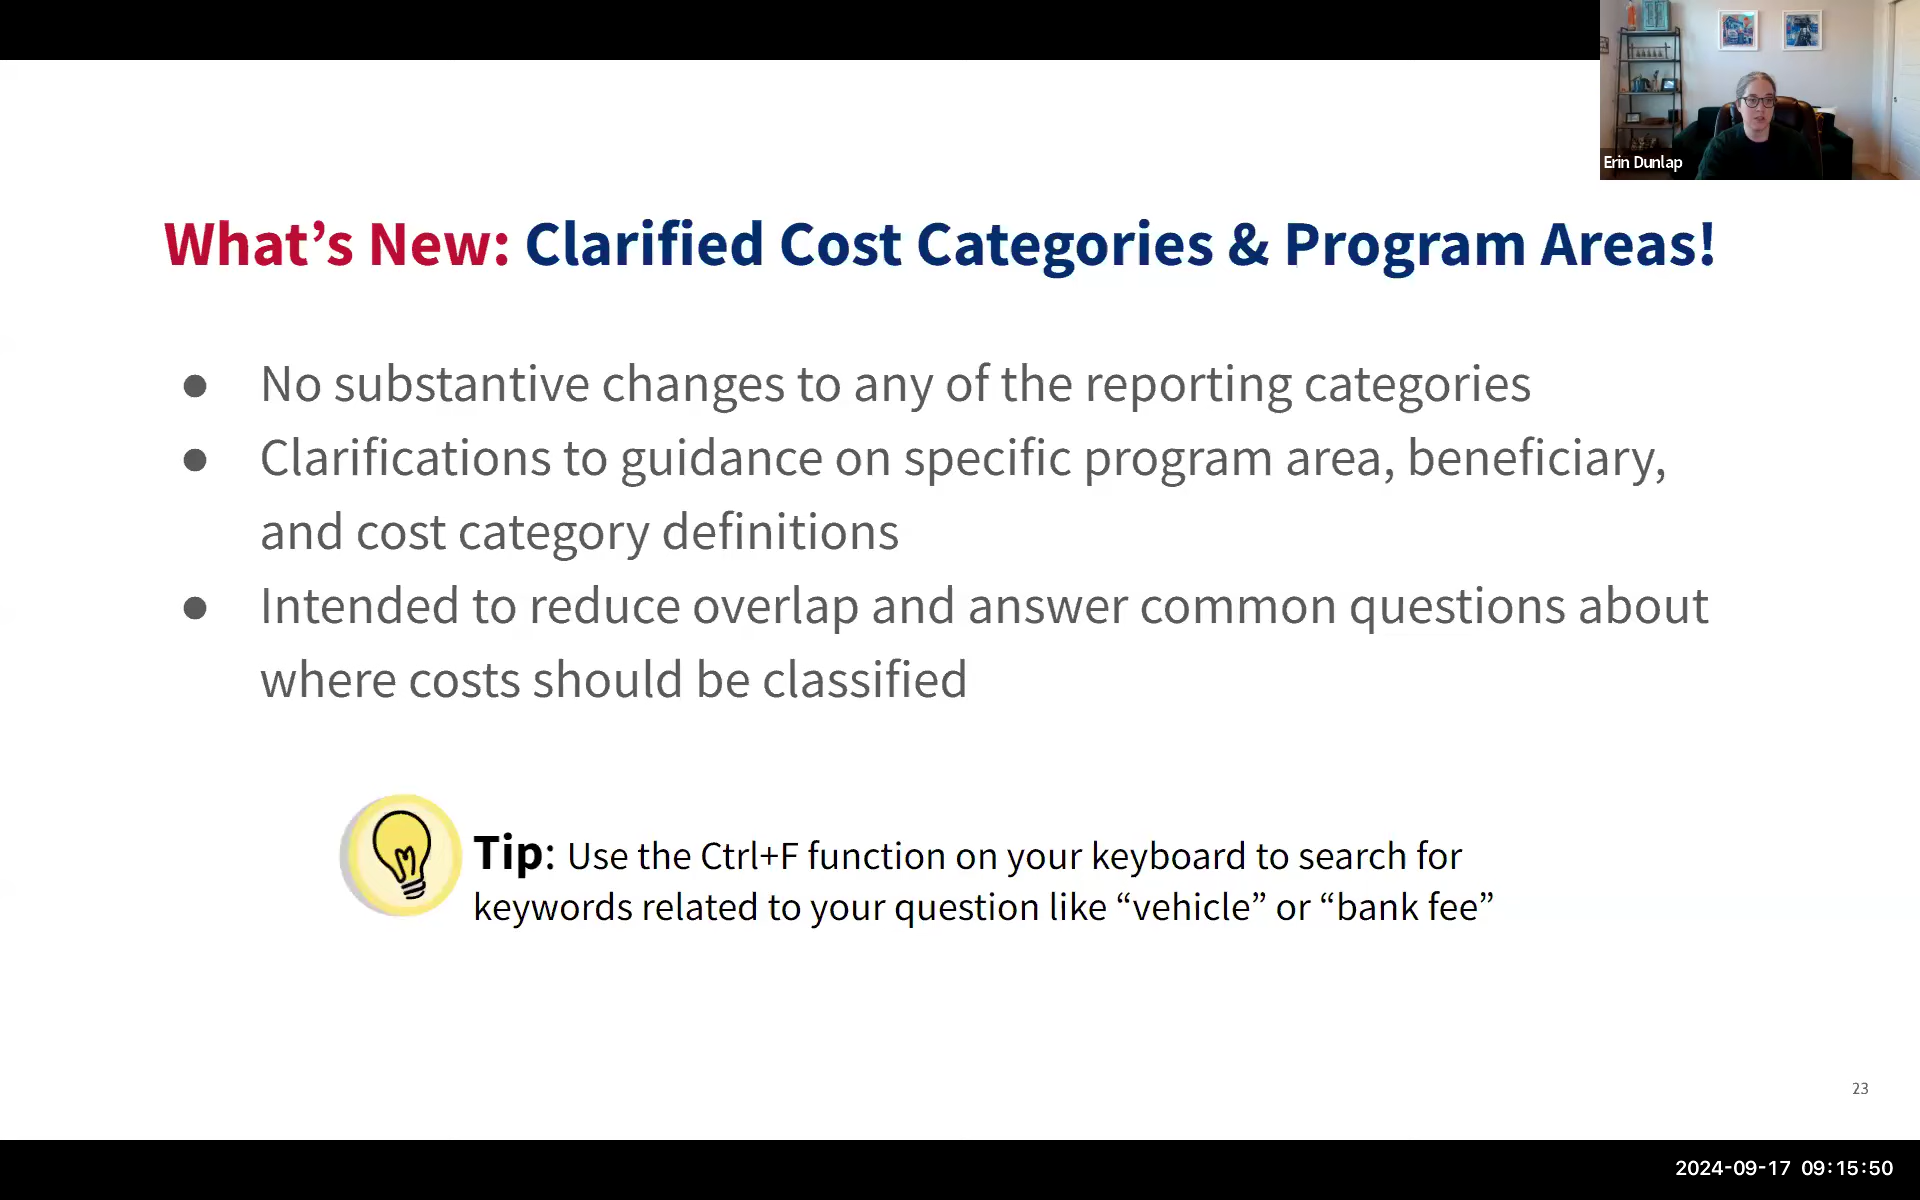 Erin Dunlap
What’s New: Clarified Cost Categories & Program Areas!
● No substantive changes to any of the reporting categories
● Clarifications to guidance on specific program area, beneficiary,
and cost category definitions
● Intended to reduce overlap and answer common questions about
where costs should be classified
Tip: Use the Ctrl+F function on your keyboard to search for
keywords related to your question like “vehicle” or “bank fee”
23
2024-09-17 09:15:50